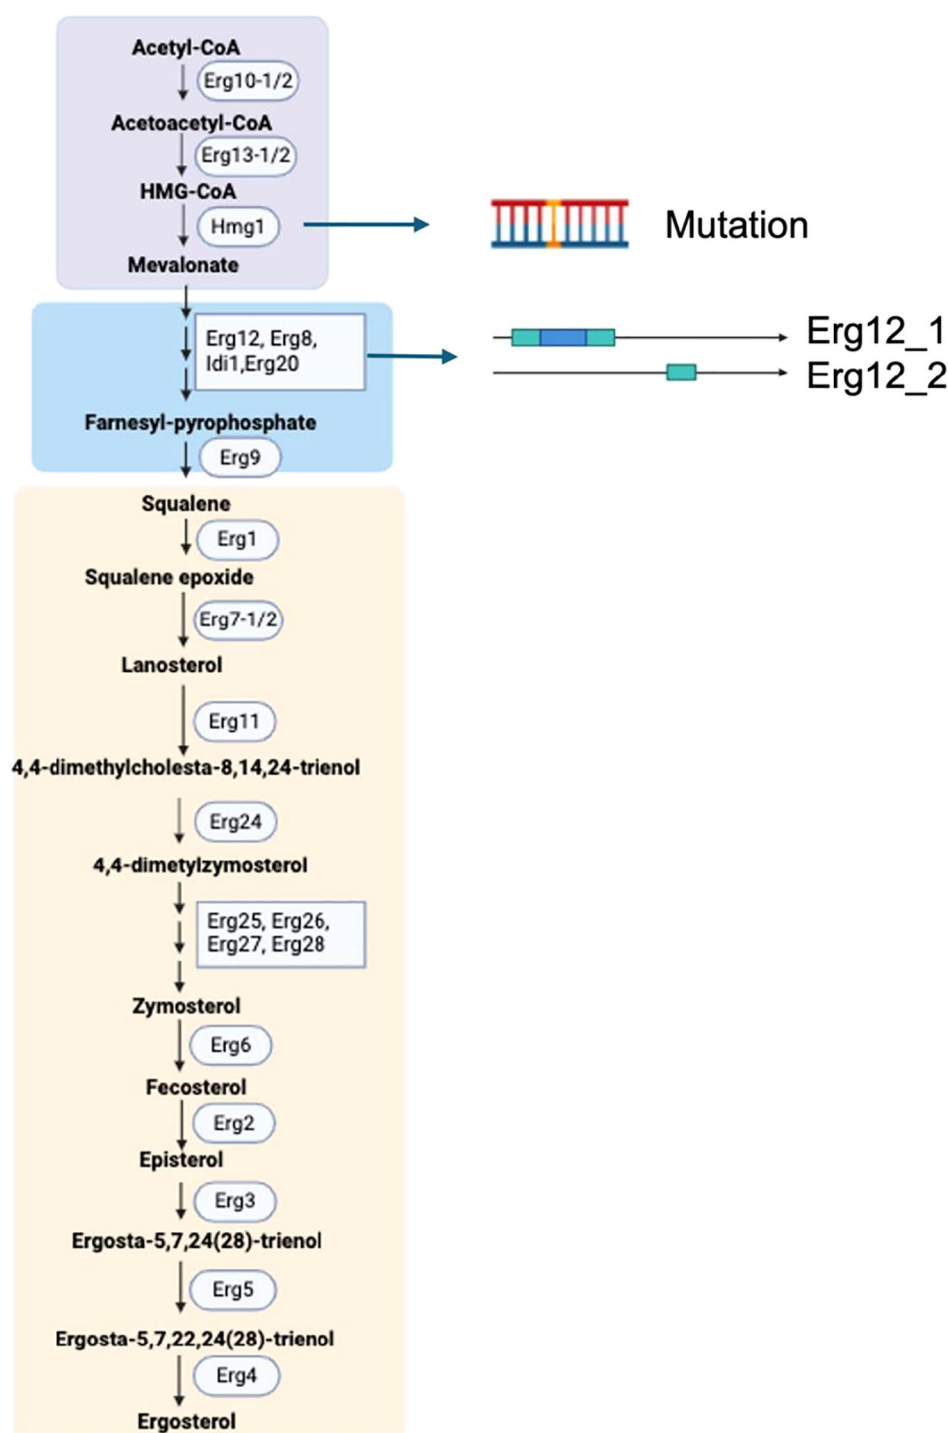 Acetyl-CoA
Erg10-1/2
Acetoacetyl-CoA
Erg13-1/2
HMG-CoA
Hmg1
Mutation
Mevalonate
Erg12, Erg8,
Idi1,Erg20
Erg12_1
Erg12_2
Farnesyl-pyrophosphate
Erg9
Squalene
Erg1
Squalene epoxide
Erg7-1/2
Lanosterol
Erg11
4,4-dimethylcholesta-8,14,24-trienol
Erg24
4,4-dimetylzymosterol
Erg25, Erg26,
Erg27, Erg28
Zymosterol
Erg6
Fecosterol
Erg2
Episterol
Erg3
Ergosta-5,7,24(28)-trienol
Erg5
Ergosta-5,7,22,24(28)-trienol
Erg4
Ergosterol